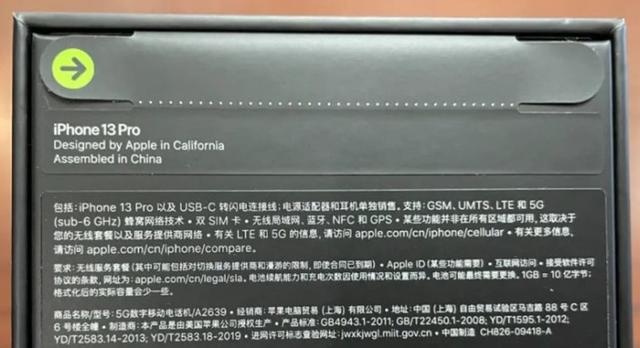 iPhone 13 Pro
Designed by Apple in California
Assembled in China
包括:iPhone 13 Pro 以及 USB-C 转闪电连接线;电源适配器和耳机单独销售。支持:GSM、UMTS、LTE 和 5G
(sub-6 GHz) 蜂窝网络技术 • 双 SIM 卡 • 无线局域网、蓝牙、NFC 和 GPS • 某些功能并非在所有区域都可用,这取决于
您的无线套餐以及服务提供商网络 • 有关 LTE 和 5G 的信息,请访问 apple.com/cn/iphone/cellular • 有关更多信息,
请访问 apple.com/cn/iphone/compare。
要求:无线服务套餐(其中可能包括对切换服务提供商和漫游的限制,即使合同已到期) • Apple ID (某些功能需要) • 互联网访问 • 接受软件许可
协议的条款,网址为:apple.com/cn/legal/sla。电池续航能力和充电次数因使用情况和设置而异。电池可能最终需要更换。1GB = 10 亿字节;
格式化后的实际容量会少一些。
商品名称/型号: 5G数字移动电话机/A2639 • 经销商: 苹果电脑贸易 (上海) 有限公司 • 地址: 中国 (上海) 自由贸易试验区马吉路 88 号 C 区
6 号楼全幢 • 制造商: 本产品是由美国苹果公司授权生产 • 产品标准: GB4943.1-2011; GB/T22450.1-2008; YD/T1595.1-2012;
YD/T2583.14-2013; YD/T2583.18-2019 • 进网许可标志查验网址: jwxkjwgl.miit.gov.cn • 中国制造 CH826-09418-A